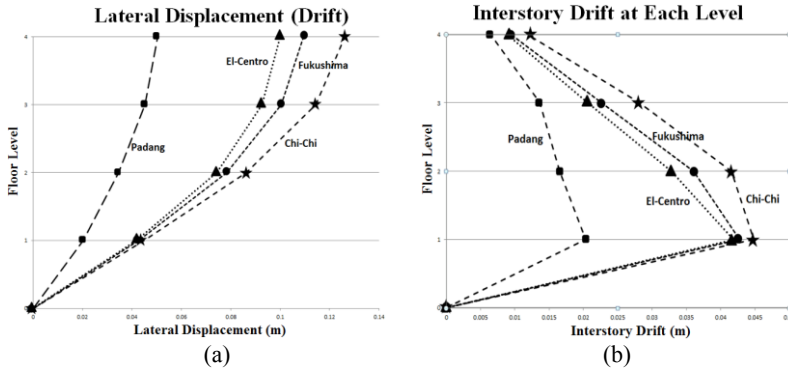 Lateral Displacement (Drift)
4
3
2
1
0
Floor Level
El-Centro
Fukushima
Padang
Chi-Chi
0
0.02
0.04
0.06
0.08
0.1
0.12
0.14
Lateral Displacement (m)
(a)
Interstory Drift at Each Level
4
3
2
1
0
Floor Level
Padang
Fukushima
El-Centro
Chi-Chi
0
0.005
0.01
0.015
0.02
0.025
0.03
0.035
0.04
0.045
Interstory Drift (m)
(b)